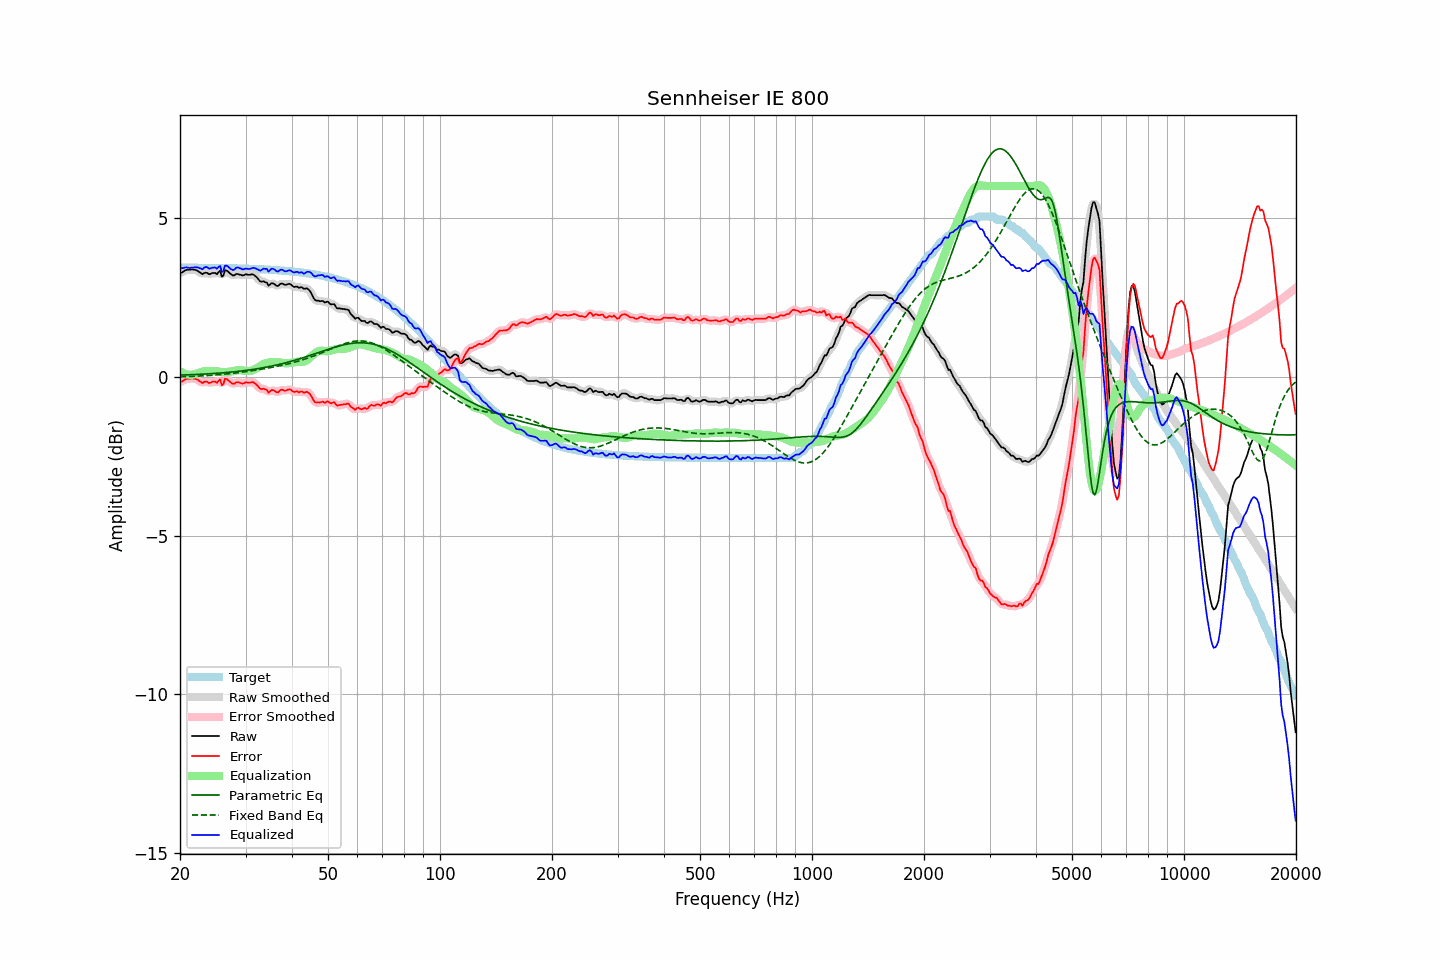 Sennheiser IE 800
Amplitude (dBr)
5
0
−5
−10
−15
Target
Raw Smoothed
Error Smoothed
Raw
Error
Equalization
Parametric Eq
Fixed Band Eq
Equalized
20 50 100 200 500 1000 2000 5000 10000 20000
Frequency (Hz)